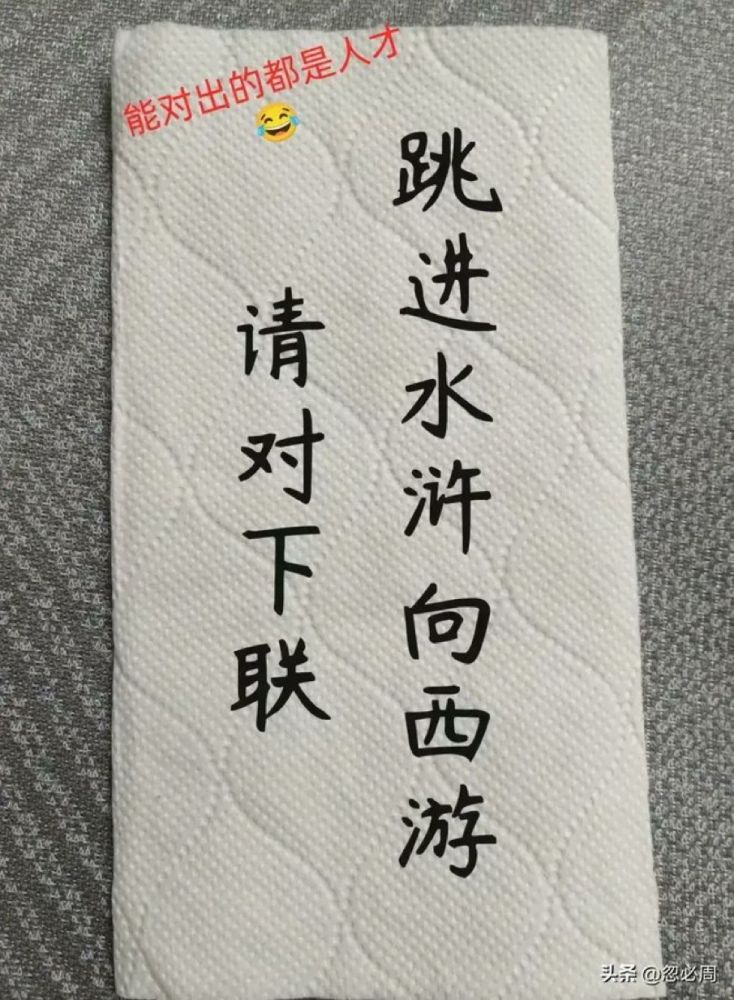 能对出的都是人才
😂
跳进水浒向西游
请对下联
头条 @忽必周